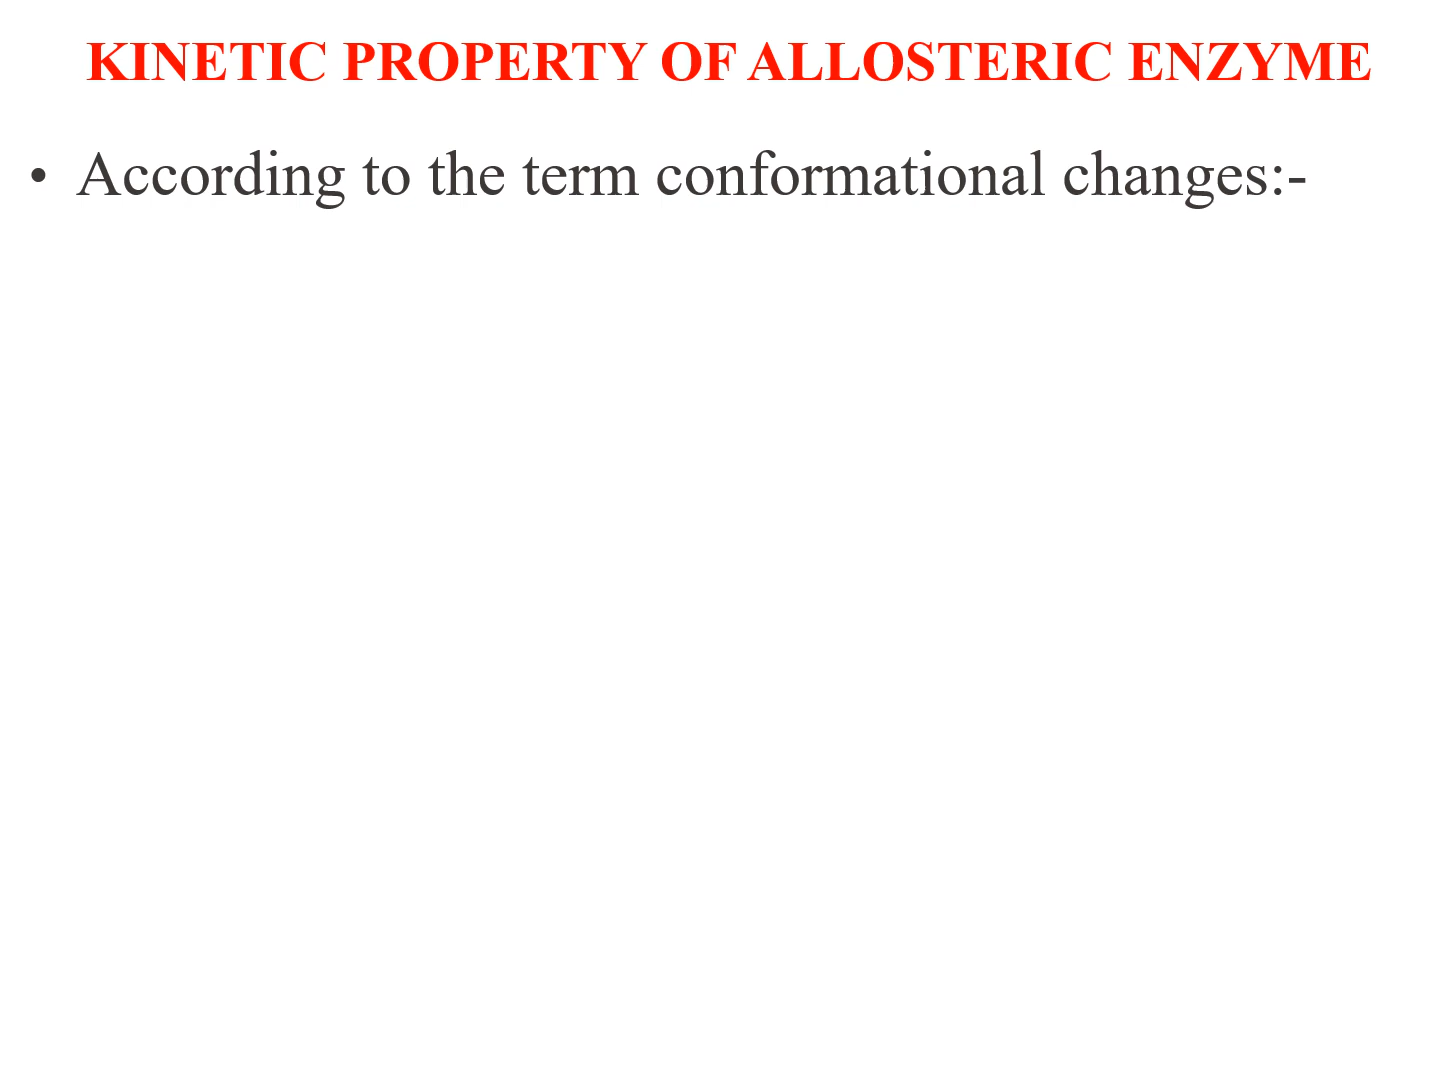 KINETIC PROPERTY OF ALLOSTERIC ENZYME
• According to the term conformational changes:-